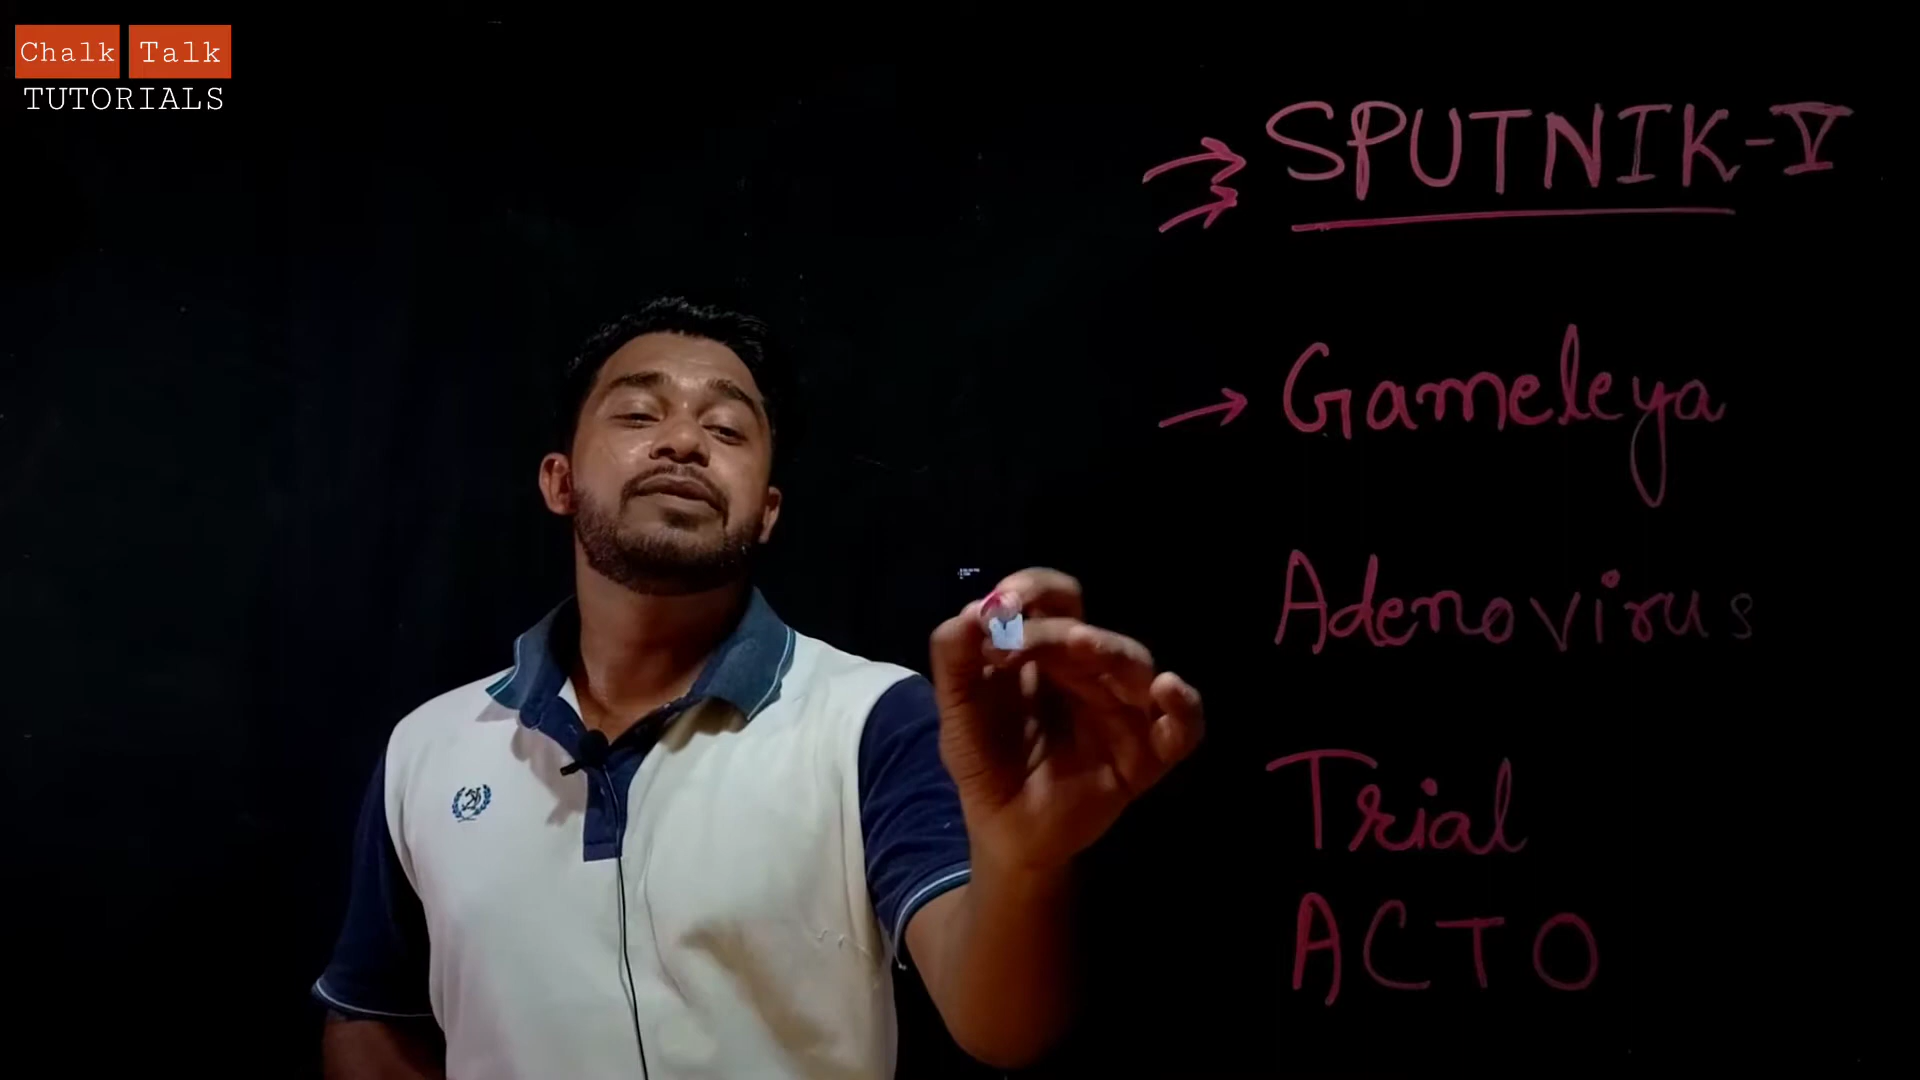 Chalk Talk
TUTORIALS
SPUTNIK-V
Gameleya
Adenovirus
Trial
ACTO